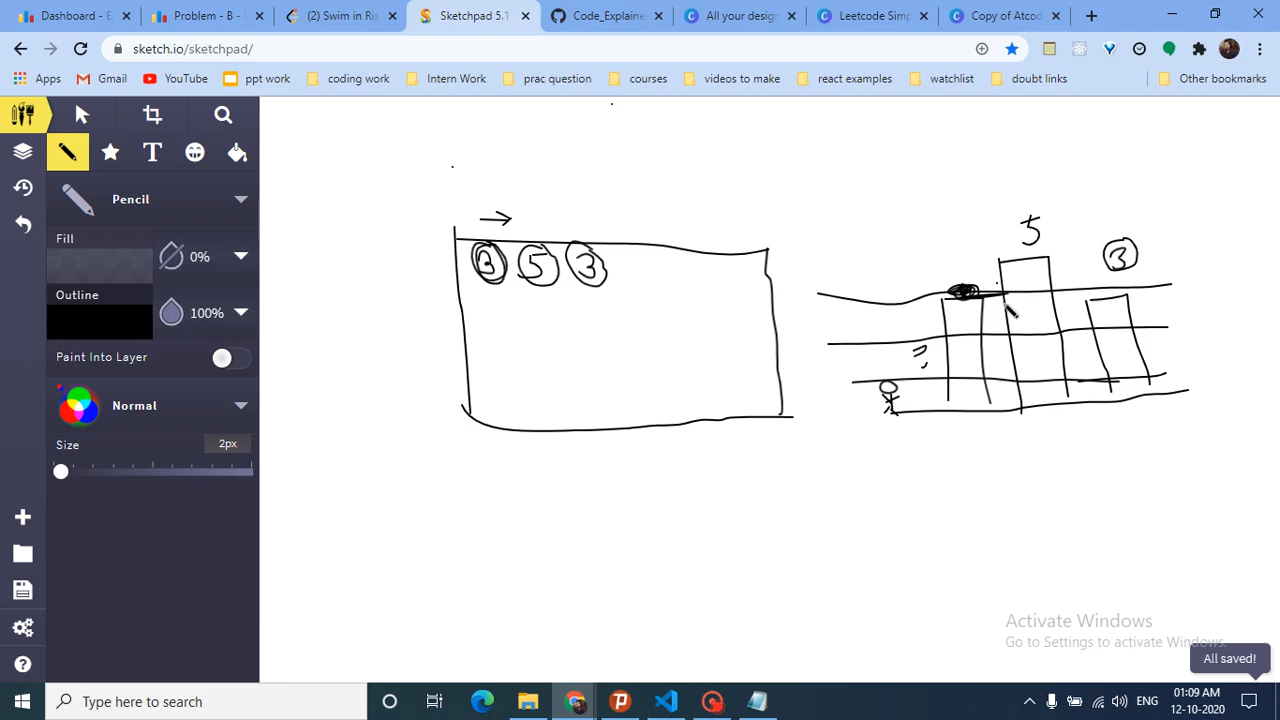 Dashboard - E
Problem - B - C
(2) Swim in Ris
Sketchpad 5.1
Code_Explaine
All your design
Leetcode Simp
Copy of Atcod
sketch.io/sketchpad/
Apps
Gmail
YouTube
ppt work
coding work
Intern Work
prac question
courses
videos to make
react examples
watchlist
doubt links
Other bookmarks
Pencil
Fill
0%
Outline
100%
Paint Into Layer
Normal
Size
2px
3 5 3
5
3
Activate Windows
Go to Settings to activate Windows.
All saved!
Type here to search
ENG
01:09 AM
12-10-2020